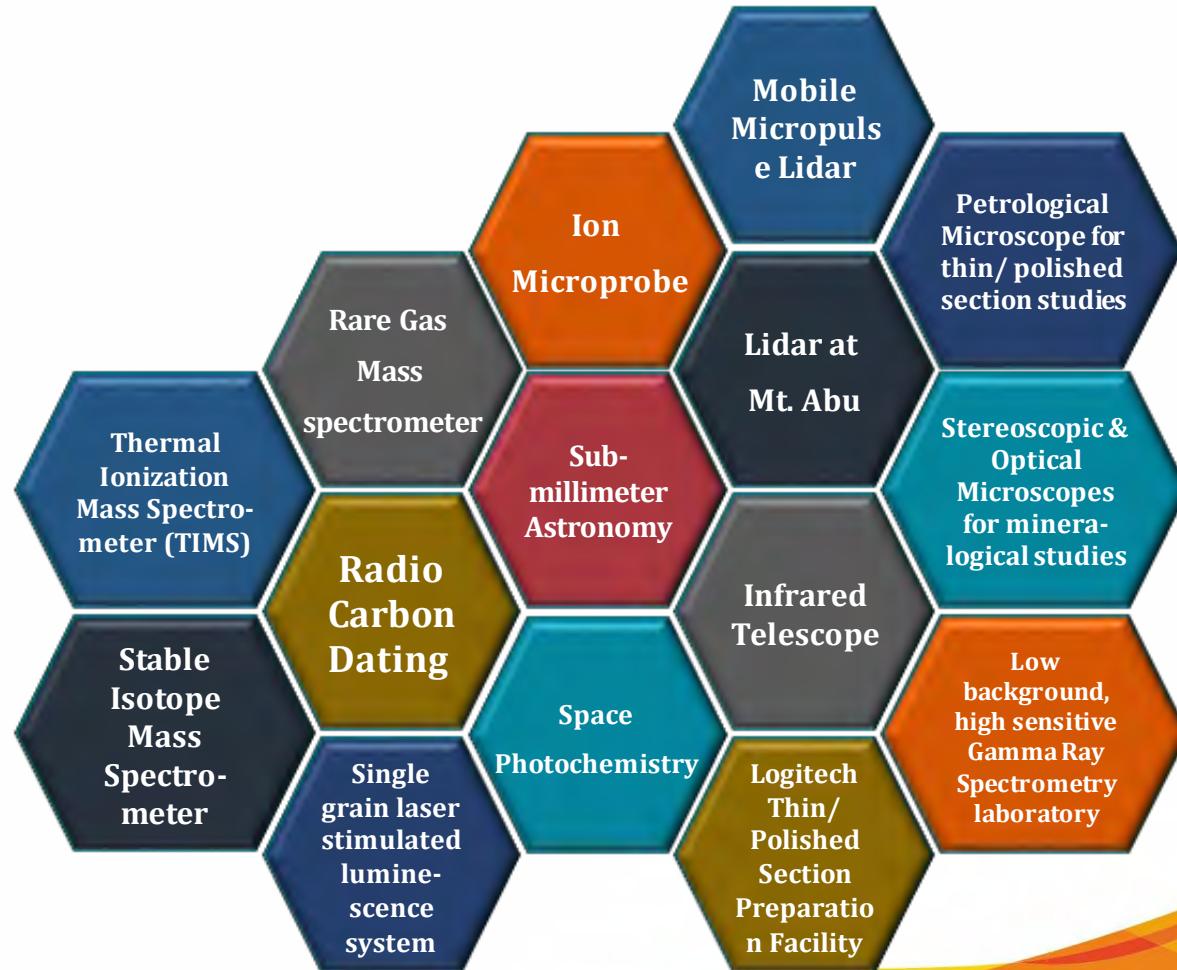 Mobile
Micropuls
e Lidar
Ion
Microprobe
Petrological
Microscope for
thin/ polished
section studies
Rare Gas
Mass
spectrometer
Lidar at
Mt. Abu
Thermal
Ionization
Mass Spectro-
meter (TIMS)
Sub-
millimeter
Astronomy
Stereoscopic &
Optical
Microscopes
for minera-
logical studies
Radio
Carbon
Dating
Infrared
Telescope
Stable
Isotope
Mass
Spectro-
meter
Space
Photochemistry
Low
background,
high sensitive
Gamma Ray
Spectrometry
laboratory
Single
grain laser
stimulated
lumine-
scence
system
Logitech
Thin/
Polished
Section
Preparatio
n Facility